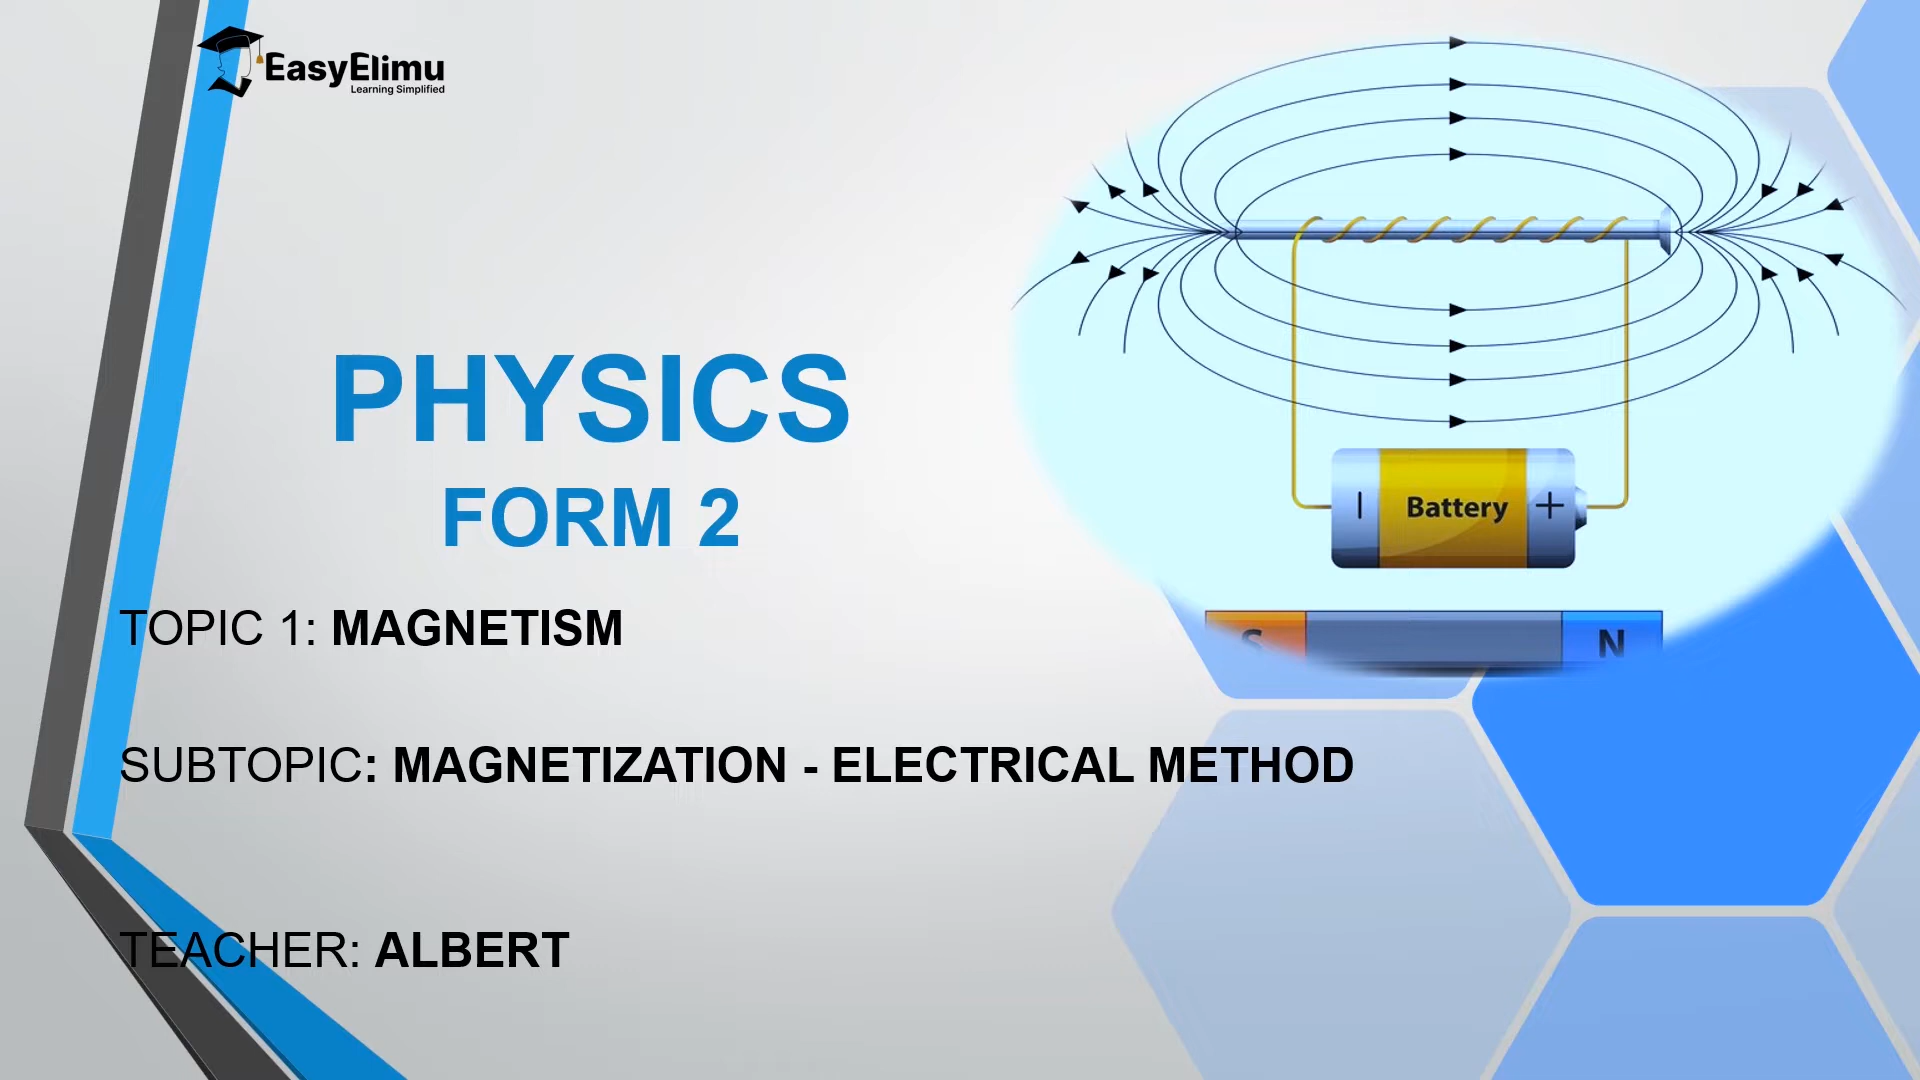 EasyElimu
Learning Simplified
PHYSICS
FORM 2
TOPIC 1: MAGNETISM
SUBTOPIC: MAGNETIZATION - ELECTRICAL METHOD
TEACHER: ALBERT
Battery
S
N